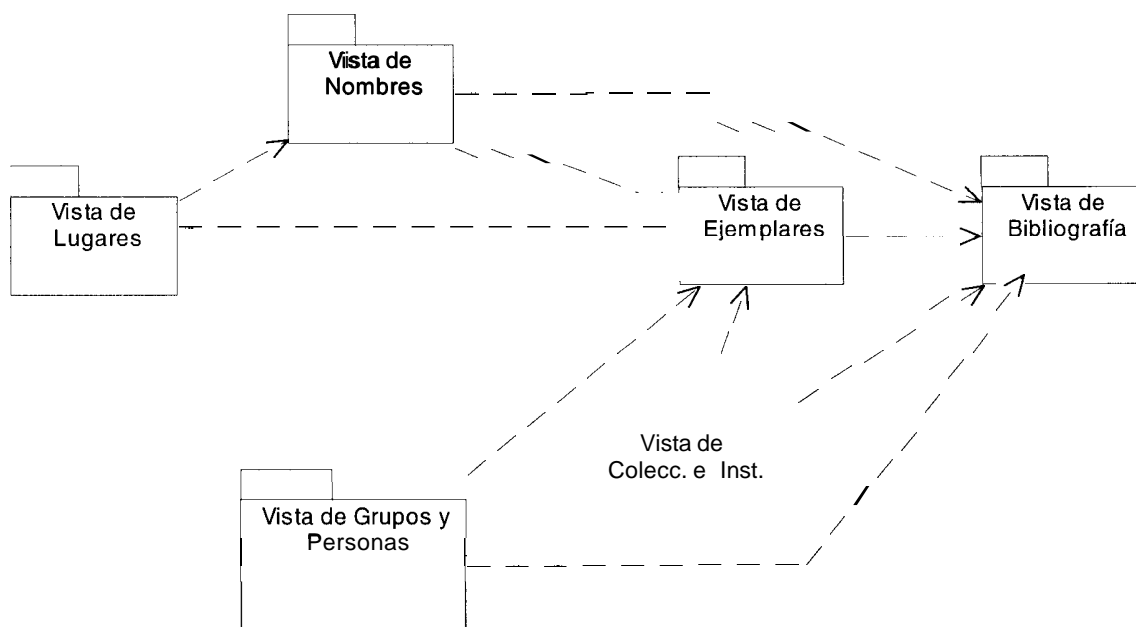 Viista de
Nombres
Vista de
Lugares
Vista de
Ejemplares
Vista de
Bibliografía
Vista de
Colecc. e Inst.
Vista de Grupos y
Personas